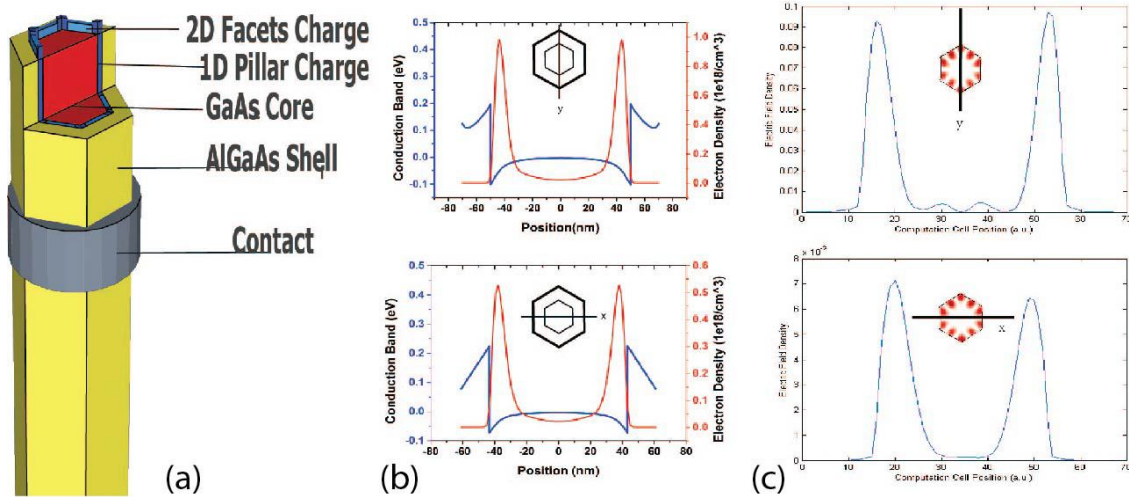 2D Facets Charge
1D Pillar Charge
GaAs Core
AlGaAs Shell
Contact
(a)
Conduction Band (eV)
0.5
0.4
0.3
0.2
0.1
0.0
-0.1
y
1.0
0.8
0.6
0.4
0.2
0.0
Electron Density (1e18/cm^3)
-80 -60 -40 -20 0 20 40 60 80
Position(nm)
Conduction Band (eV)
0.5
0.4
0.3
0.2
0.1
0.0
-0.1
x
0.6
0.5
0.4
0.3
0.2
0.1
0.0
Electron Density (1e18/cm^3)
-80 -60 -40 -20 0 20 40 60 80
Position(nm)
(b)
Electric Field Density
0.1
0.09
0.08
0.07
0.06
0.05
0.04
0.03
0.02
0.01
0
y
0 10 20 30 40 50 60 70
Computation Cell Position (a.u.)
Electric Field Density
8
7
6
5
4
3
2
1
0
x
0 10 20 30 40 50 60 70
Computation Cell Position (a.u.)
(c)